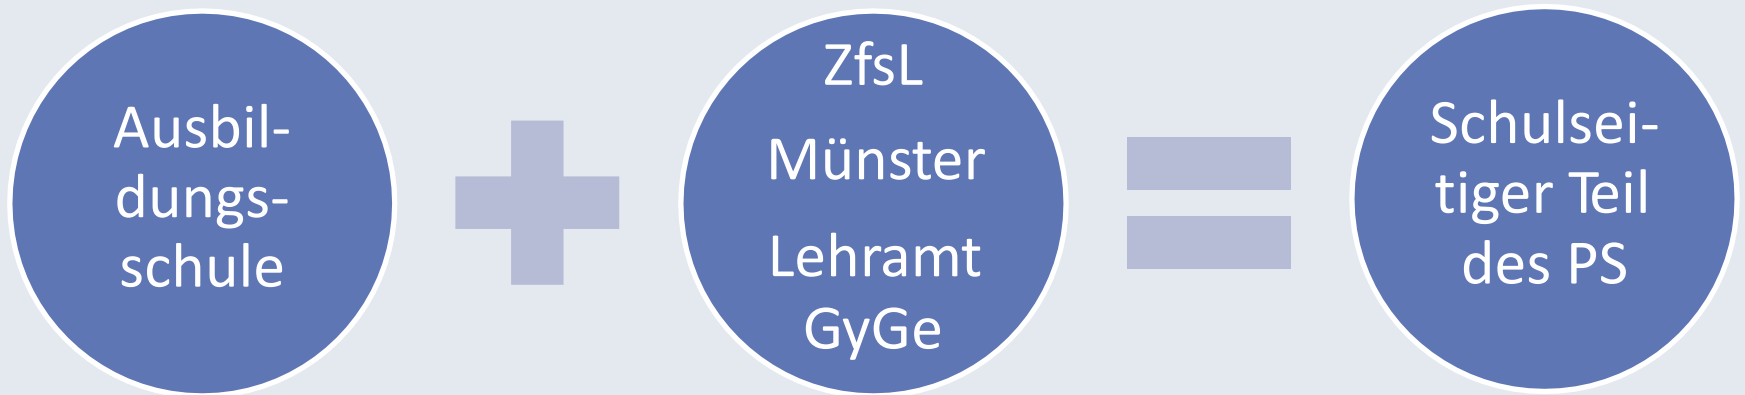 Ausbil-
dungs-
schule
ZfsL
Münster
Lehramt
GyGe
Schulsei-
tiger Teil
des PS